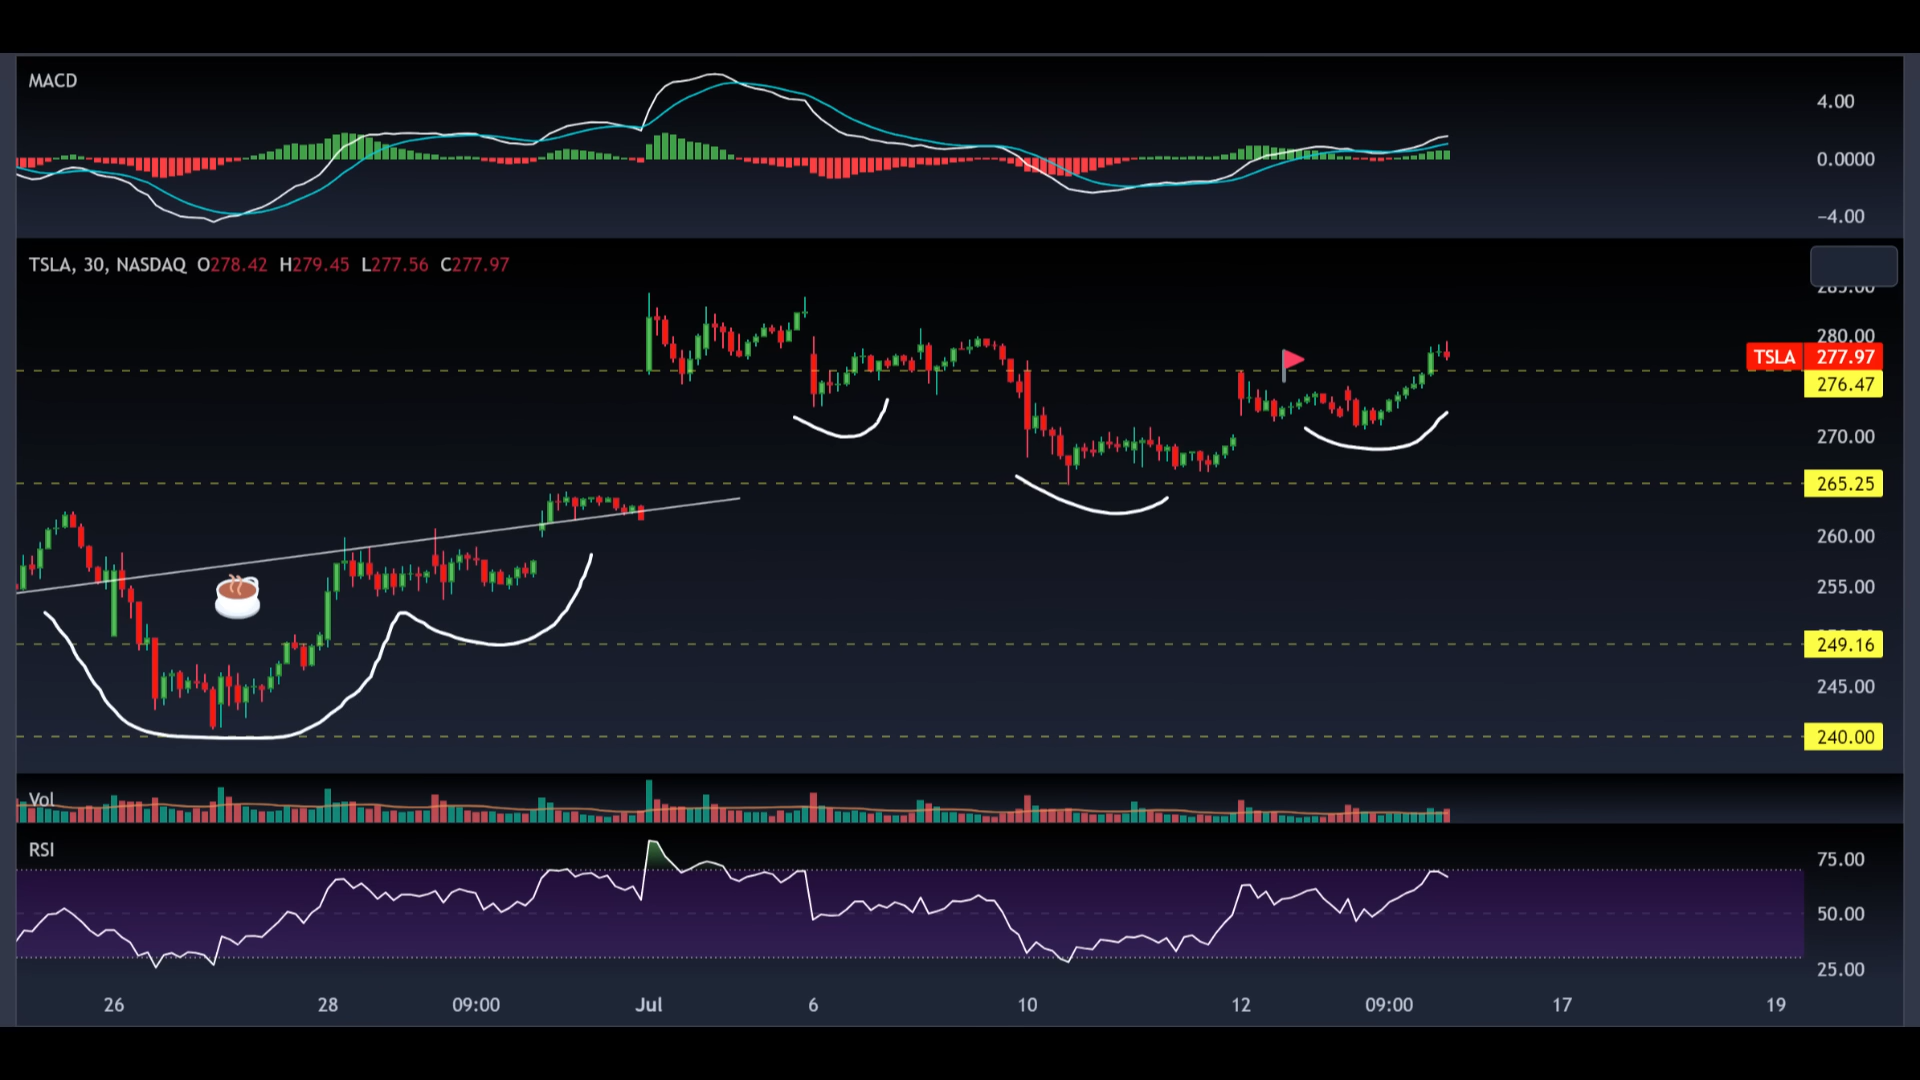 MACD
4.00
0.0000
−4.00
TSLA, 30, NASDAQ O278.42 H279.45 L277.56 C277.97
280.00
TSLA 277.97
276.47
270.00
265.25
260.00
255.00
249.16
245.00
240.00
Vol
RSI
75.00
50.00
25.00
26 28 09:00 Jul 6 10 12 09:00 17 19